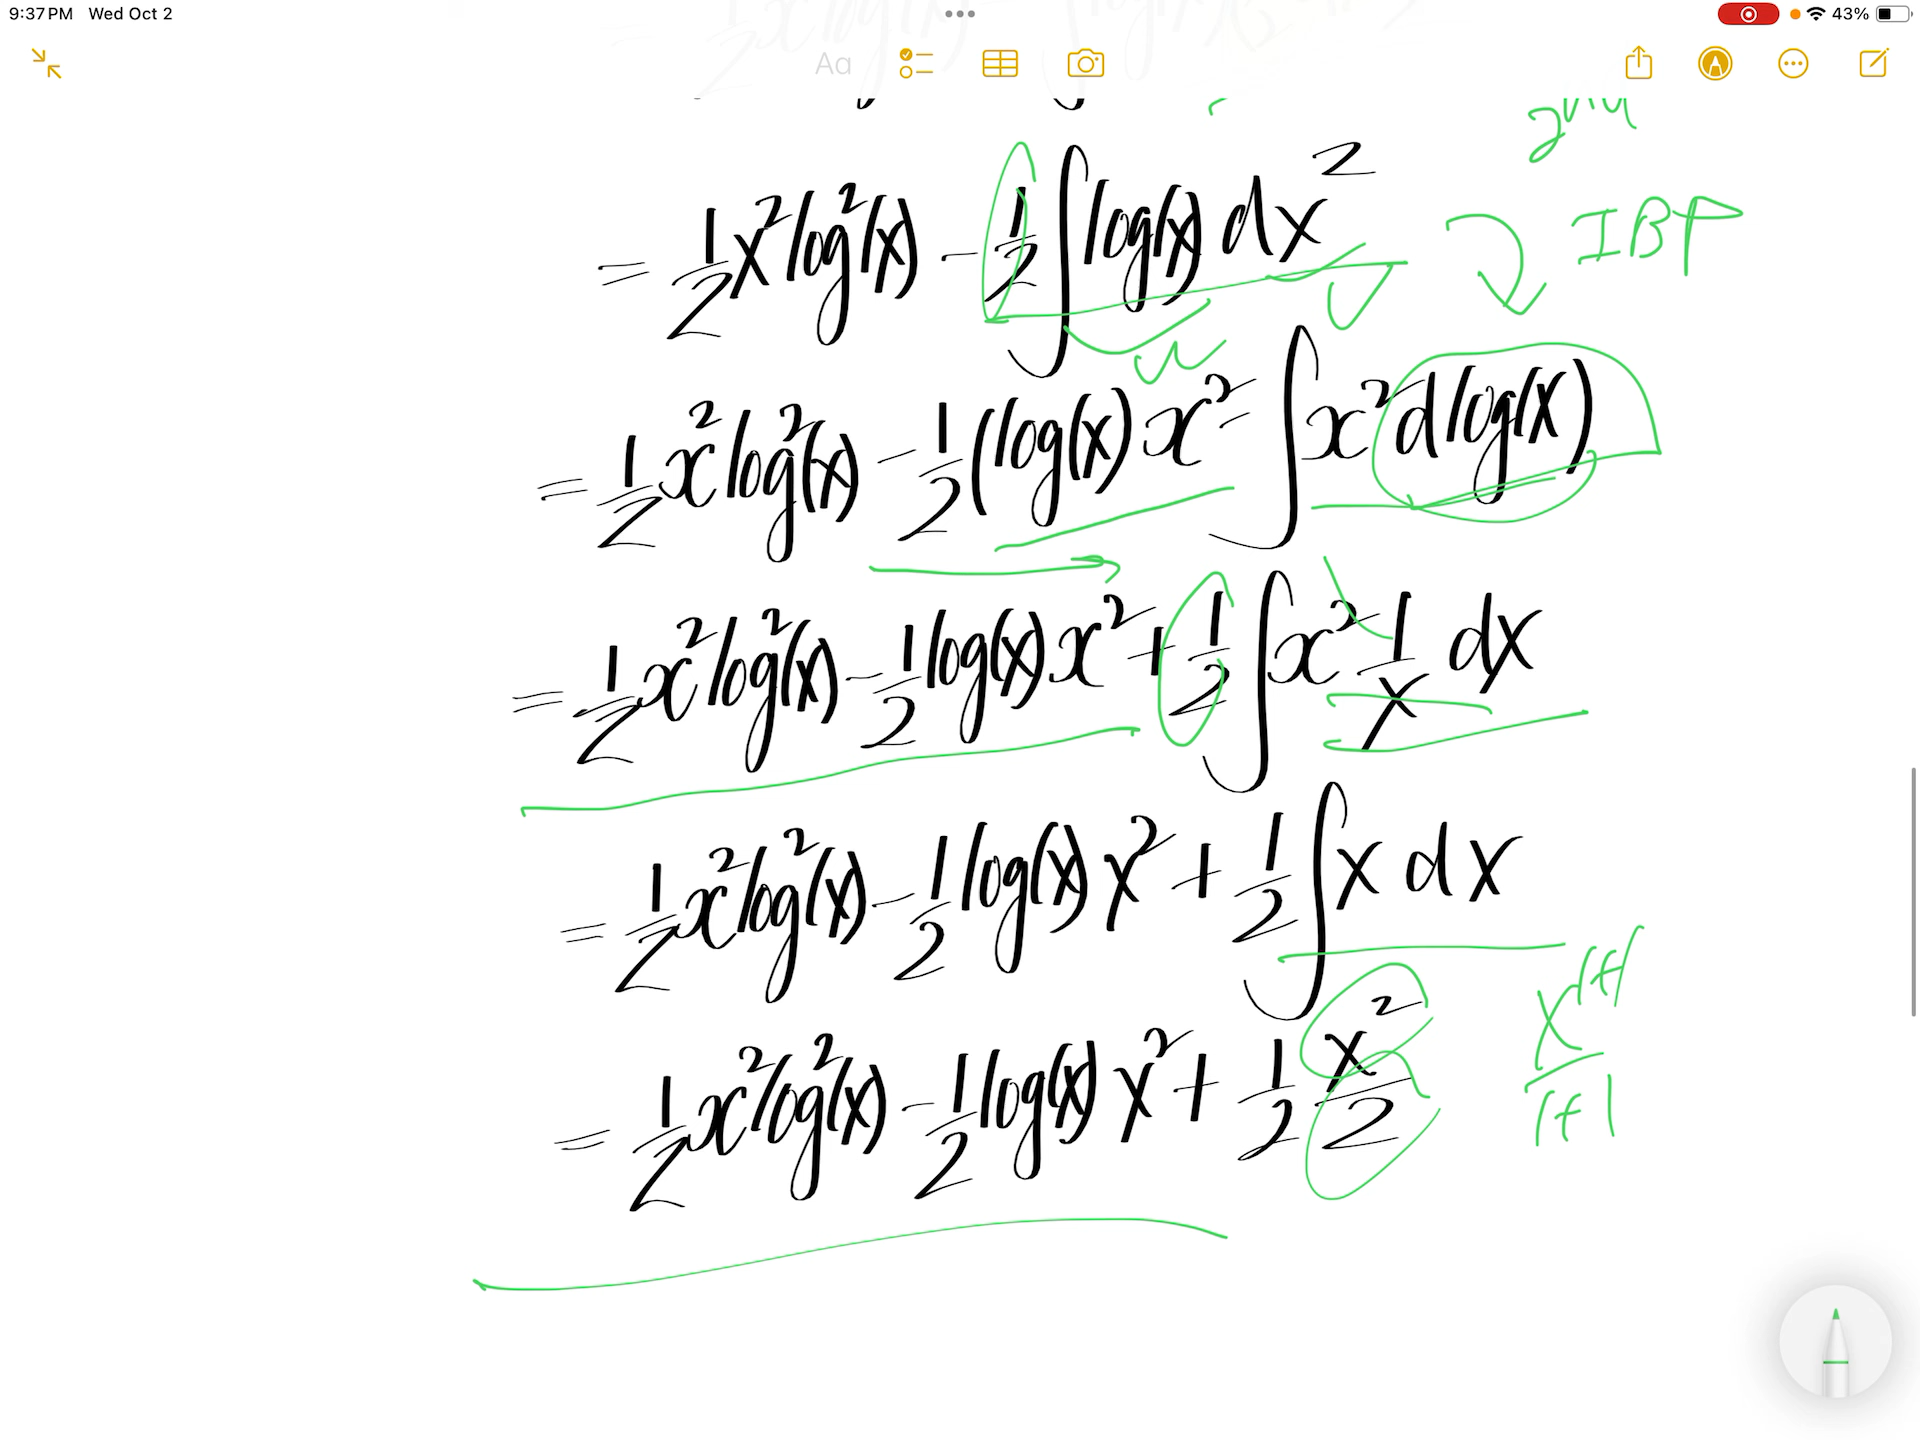 9:37 PM Wed Oct 2 43%
Aa
2nd
= 1/2 x² log²(x) - 1/2 ∫ log(x) dx²
IBP
u v
= 1/2 x² log²(x) - 1/2 (log(x) x² - ∫ x² d log(x))
= 1/2 x² log²(x) - 1/2 log(x) x² + 1/2 ∫ x² 1/x dx
= 1/2 x² log²(x) - 1/2 log(x) x² + 1/2 ∫ x dx
= 1/2 x² log²(x) - 1/2 log(x) x² + 1/2 x²/2
x^(1+1)/(1+1)